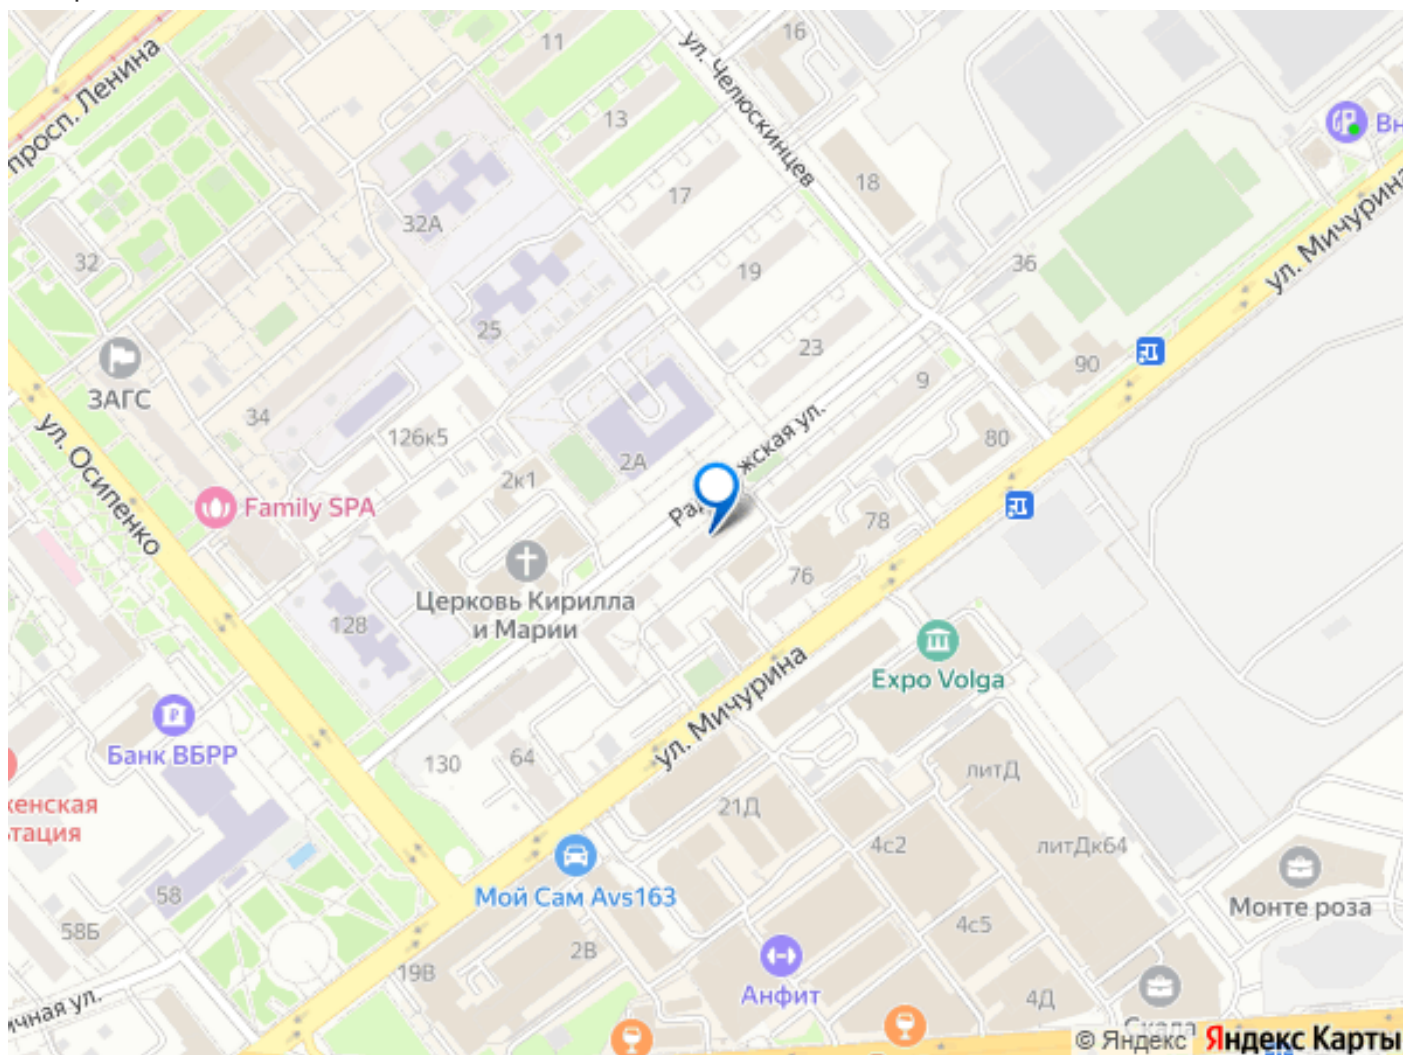 11
16
ул. Челюскинцев
просп. Ленина
13
17
18
32А
32
19
36
ул. Мичурина
25
23
ЗАГС
34
9
90
126к5
2А
2к1
80
ул. Осипенко
Family SPA
78
76
Церковь Кирилла
и Марии
128
Expo Volga
ул. Мичурина
Банк ВБРР
130
64
литД
21Д
4с2
литДк64
Мой Сам Avs163
58
58Б
Монте роза
2В
4с5
19В
Анфит
4Д
Скала
© Яндекс Яндекс Карты